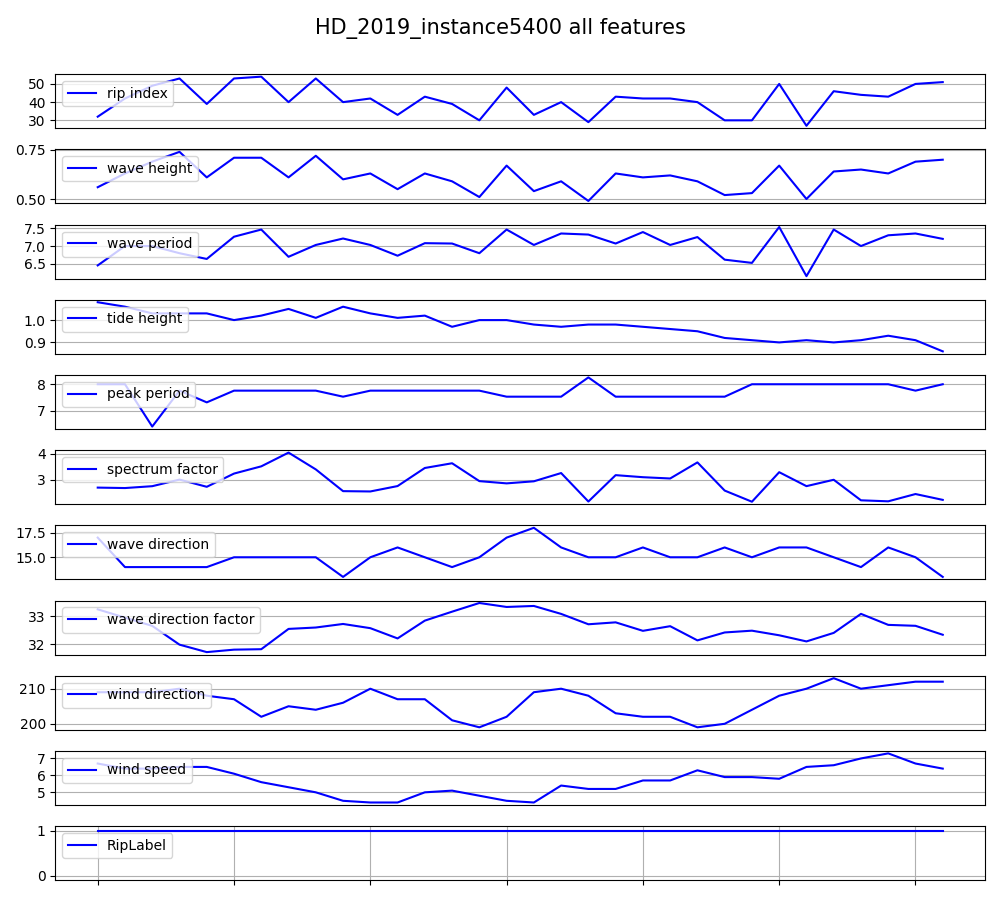 HD_2019_instance5400 all features
50
40
30
rip index
0.75
0.50
wave height
7.5
7.0
6.5
wave period
1.0
0.9
tide height
8
7
peak period
4
3
spectrum factor
17.5
15.0
wave direction
33
32
wave direction factor
210
200
wind direction
7
6
5
wind speed
1
0
RipLabel